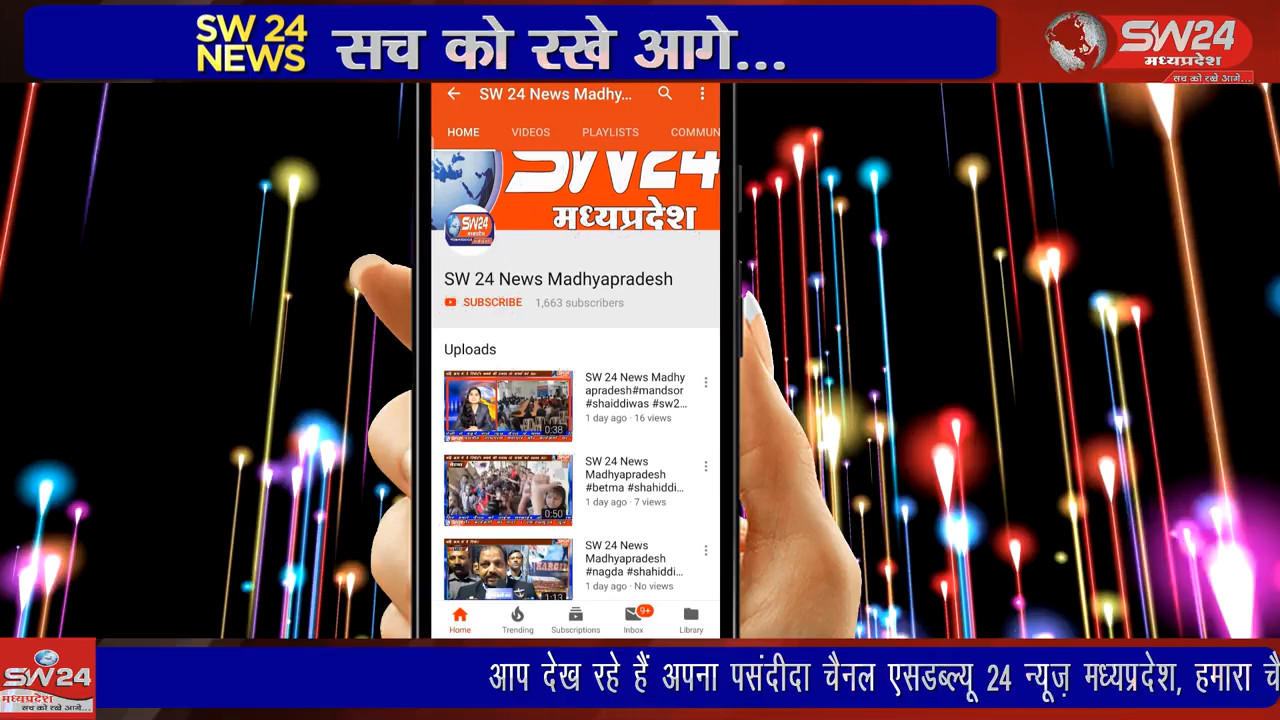 SW 24
NEWS
सच को रखे आगे...
SW24
मध्यप्रदेश
सच को रखे आगे...
SW 24 News Madhy...
HOME VIDEOS PLAYLISTS COMMUN
SW24
मध्यप्रदेश
SW24
SW 24 News Madhyapradesh
SUBSCRIBE 1,663 subscribers
Uploads
SW 24 News Madhy
apradesh#mandsor
#shaiddiwas #sw2...
1 day ago · 16 views
0:38
SW 24 News
Madhyapradesh
#betma #shahiddi...
1 day ago · 7 views
0:50
SW 24 News
Madhyapradesh
#nagda #shahiddi...
1 day ago · No views
KARGIL
1:13
9+
Home Trending Subscriptions Inbox Library
SW24
मध्यप्रदेश
सच को रखे आगे...
आप देख रहे हैं अपना पसंदीदा चैनल एसडब्ल्यू 24 न्यूज़ मध्यप्रदेश, हमारा चै